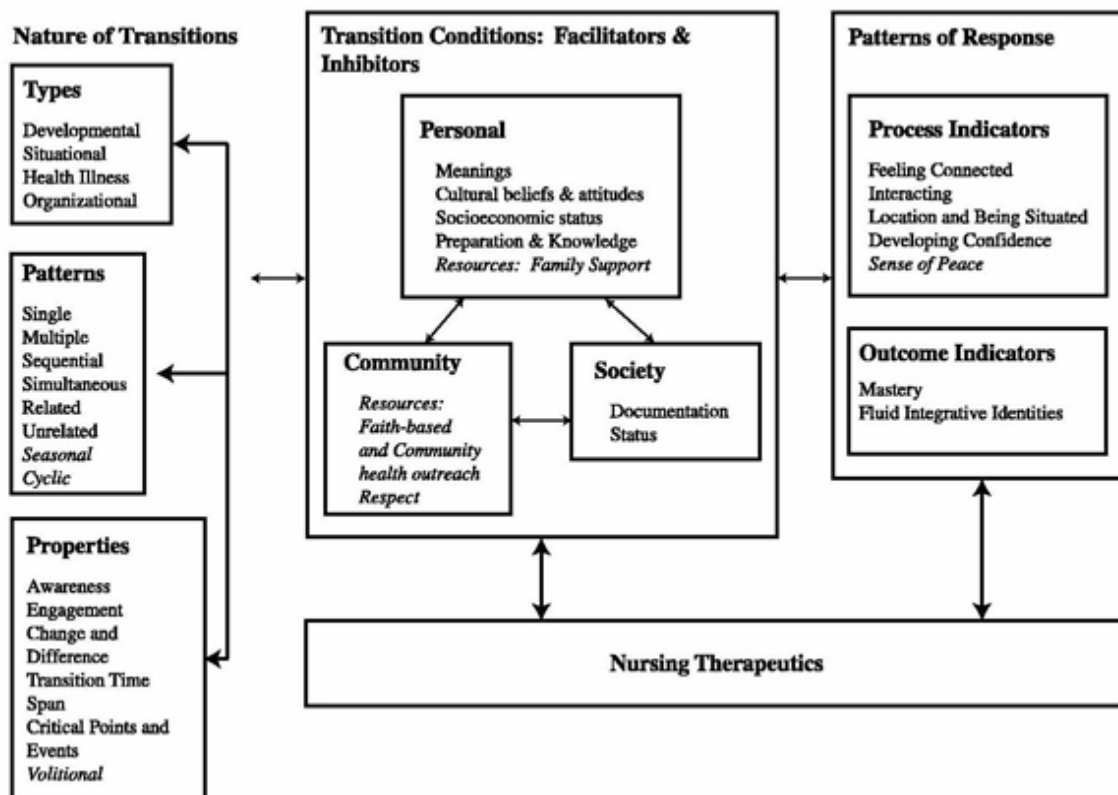 Nature of Transitions
Types
Developmental
Situational
Health Illness
Organizational
Patterns
Single
Multiple
Sequential
Simultaneous
Related
Unrelated
Seasonal
Cyclic
Properties
Awareness
Engagement
Change and
Difference
Transition Time
Span
Critical Points and
Events
Volitional
Transition Conditions: Facilitators &
Inhibitors
Personal
Meanings
Cultural beliefs & attitudes
Socioeconomic status
Preparation & Knowledge
Resources: Family Support
Community
Resources:
Faith-based
and Community
health outreach
Respect
Society
Documentation
Status
Patterns of Response
Process Indicators
Feeling Connected
Interacting
Location and Being Situated
Developing Confidence
Sense of Peace
Outcome Indicators
Mastery
Fluid Integrative Identities
Nursing Therapeutics